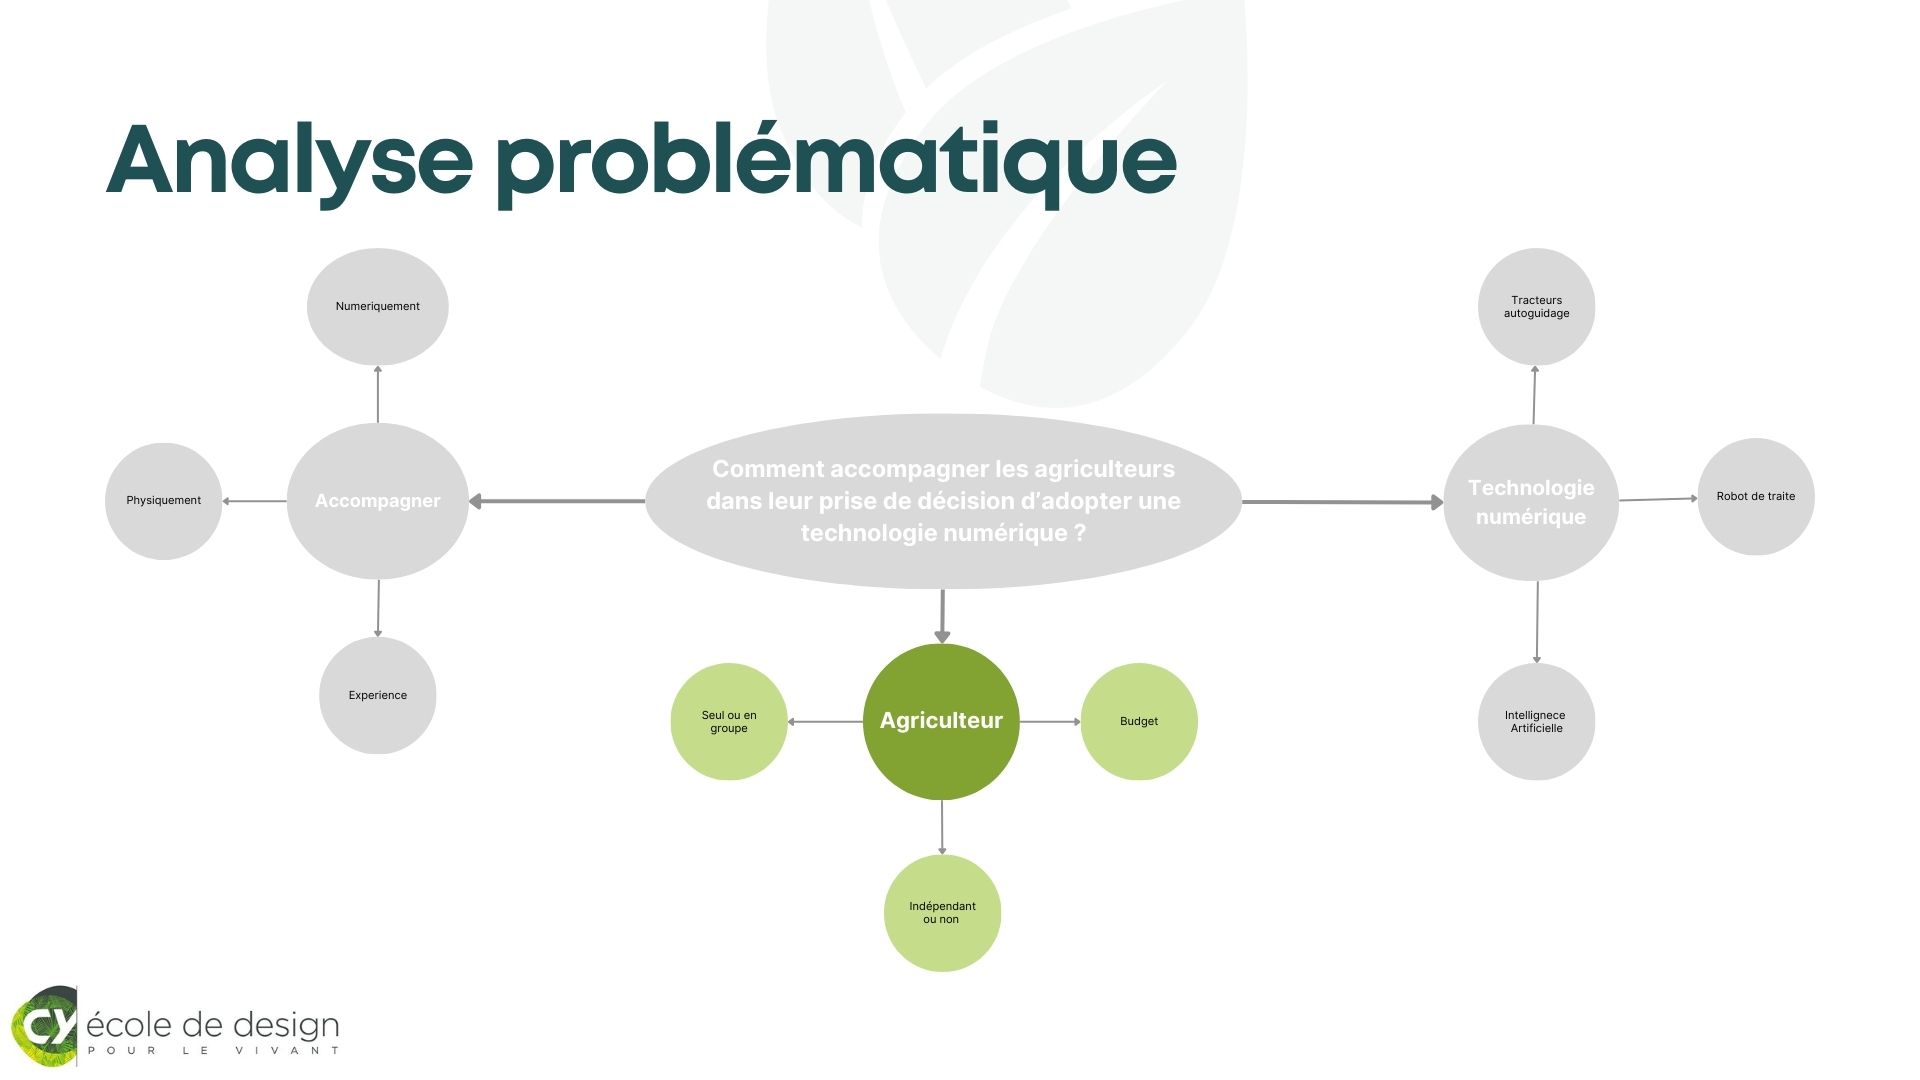 Analyse problématique
Numeriquement
Tracteurs
autoguidage
Physiquement
Accompagner
Comment accompagner les agriculteurs
dans leur prise de décision d’adopter une
technologie numérique ?
Technologie
numérique
Robot de traite
Experience
Seul ou en
groupe
Agriculteur
Budget
Intellignece
Artificielle
Indépendant
ou non
cy
école de design
POUR LE VIVANT